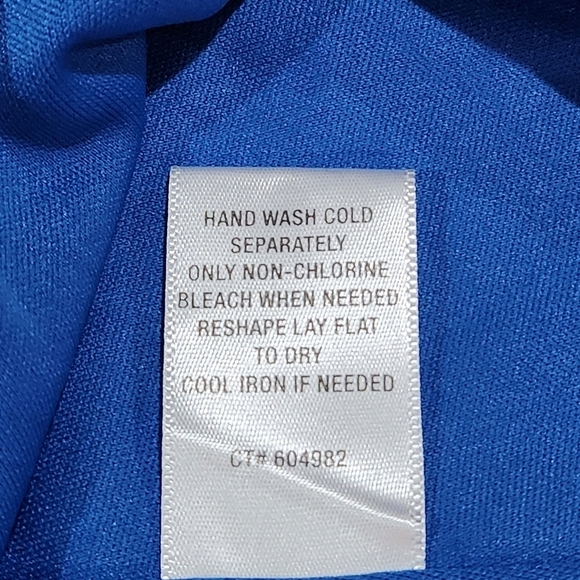 HAND WASH COLD
SEPARATELY
ONLY NON-CHLORINE
BLEACH WHEN NEEDED
RESHAPE LAY FLAT
TO DRY
COOL IRON IF NEEDED
CT# 604982